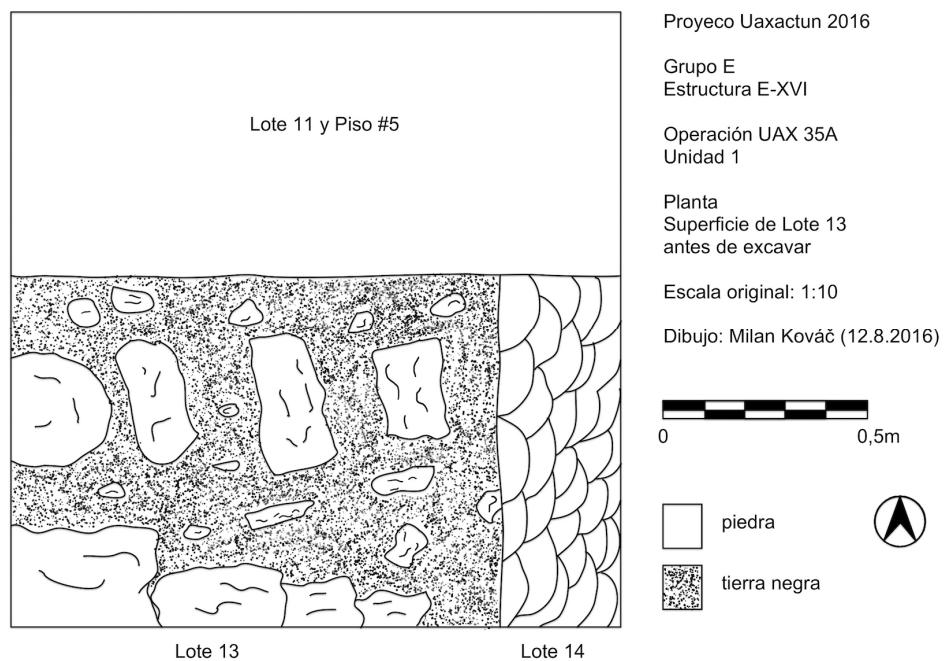 Proyeco Uaxactun 2016
Grupo E
Estructura E-XVI
Operación UAX 35A
Unidad 1
Planta
Superficie de Lote 13
antes de excavar
Escala original: 1:10
Dibujo: Milan Kováč (12.8.2016)
0 0,5m
piedra
tierra negra
Lote 11 y Piso #5
Lote 13 Lote 14